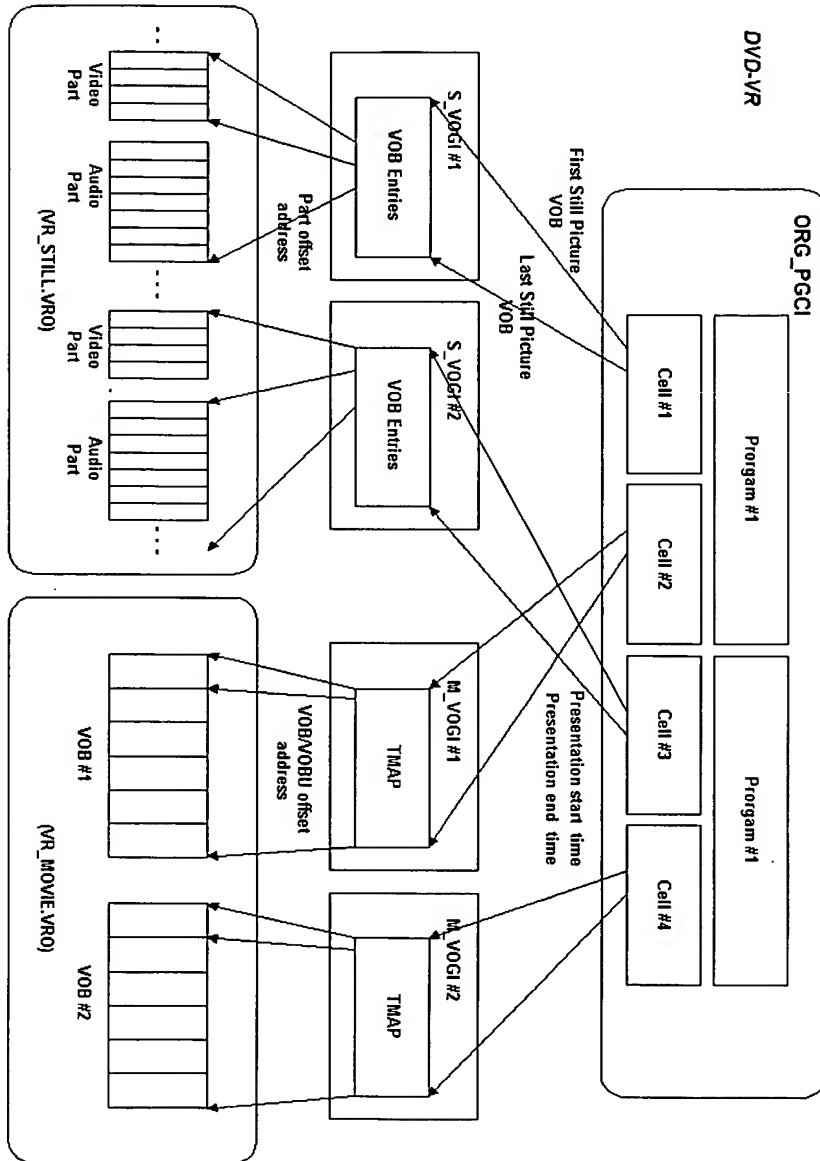 DVD-VR
ORG_PGCI
Prorgam #1
Prorgam #1
Cell #1
Cell #2
Cell #3
Cell #4
First Still Picture
VOB
Last Still Picture
VOB
Presentation start time
Presentation end time
S_VOGI #1
VOB Entries
S_VOGI #2
VOB Entries
M_VOGI #1
TMAP
M_VOGI #2
TMAP
Part offset
address
VOB/VOBU offset
address
...
Video
Part
Audio
Part
...
Video
Part
Audio
Part
...
(VR_STILL.VRO)
VOB #1
VOB #2
(VR_MOVIE.VRO)